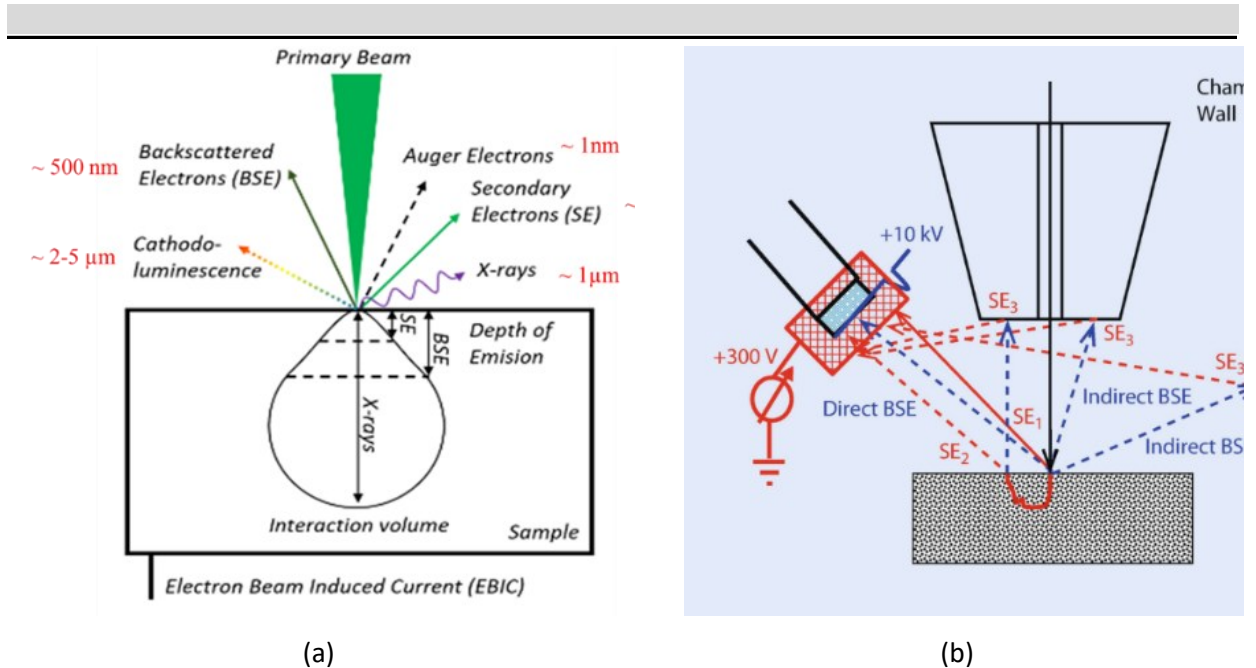 Primary Beam
~ 500 nm
Backscattered
Electrons (BSE)
Auger Electrons
~ 1nm
Secondary
Electrons (SE)
~
~ 2-5 µm
Cathodo-
luminescence
X-rays
~ 1µm
SE
BSE
Depth of
Emision
X-rays
Interaction volume
Sample
Electron Beam Induced Current (EBIC)
(a)
Cham
Wall
+10 kV
SE3
SE3
SE3
+300 V
Direct BSE
SE1
Indirect BSE
SE2
Indirect BS
(b)